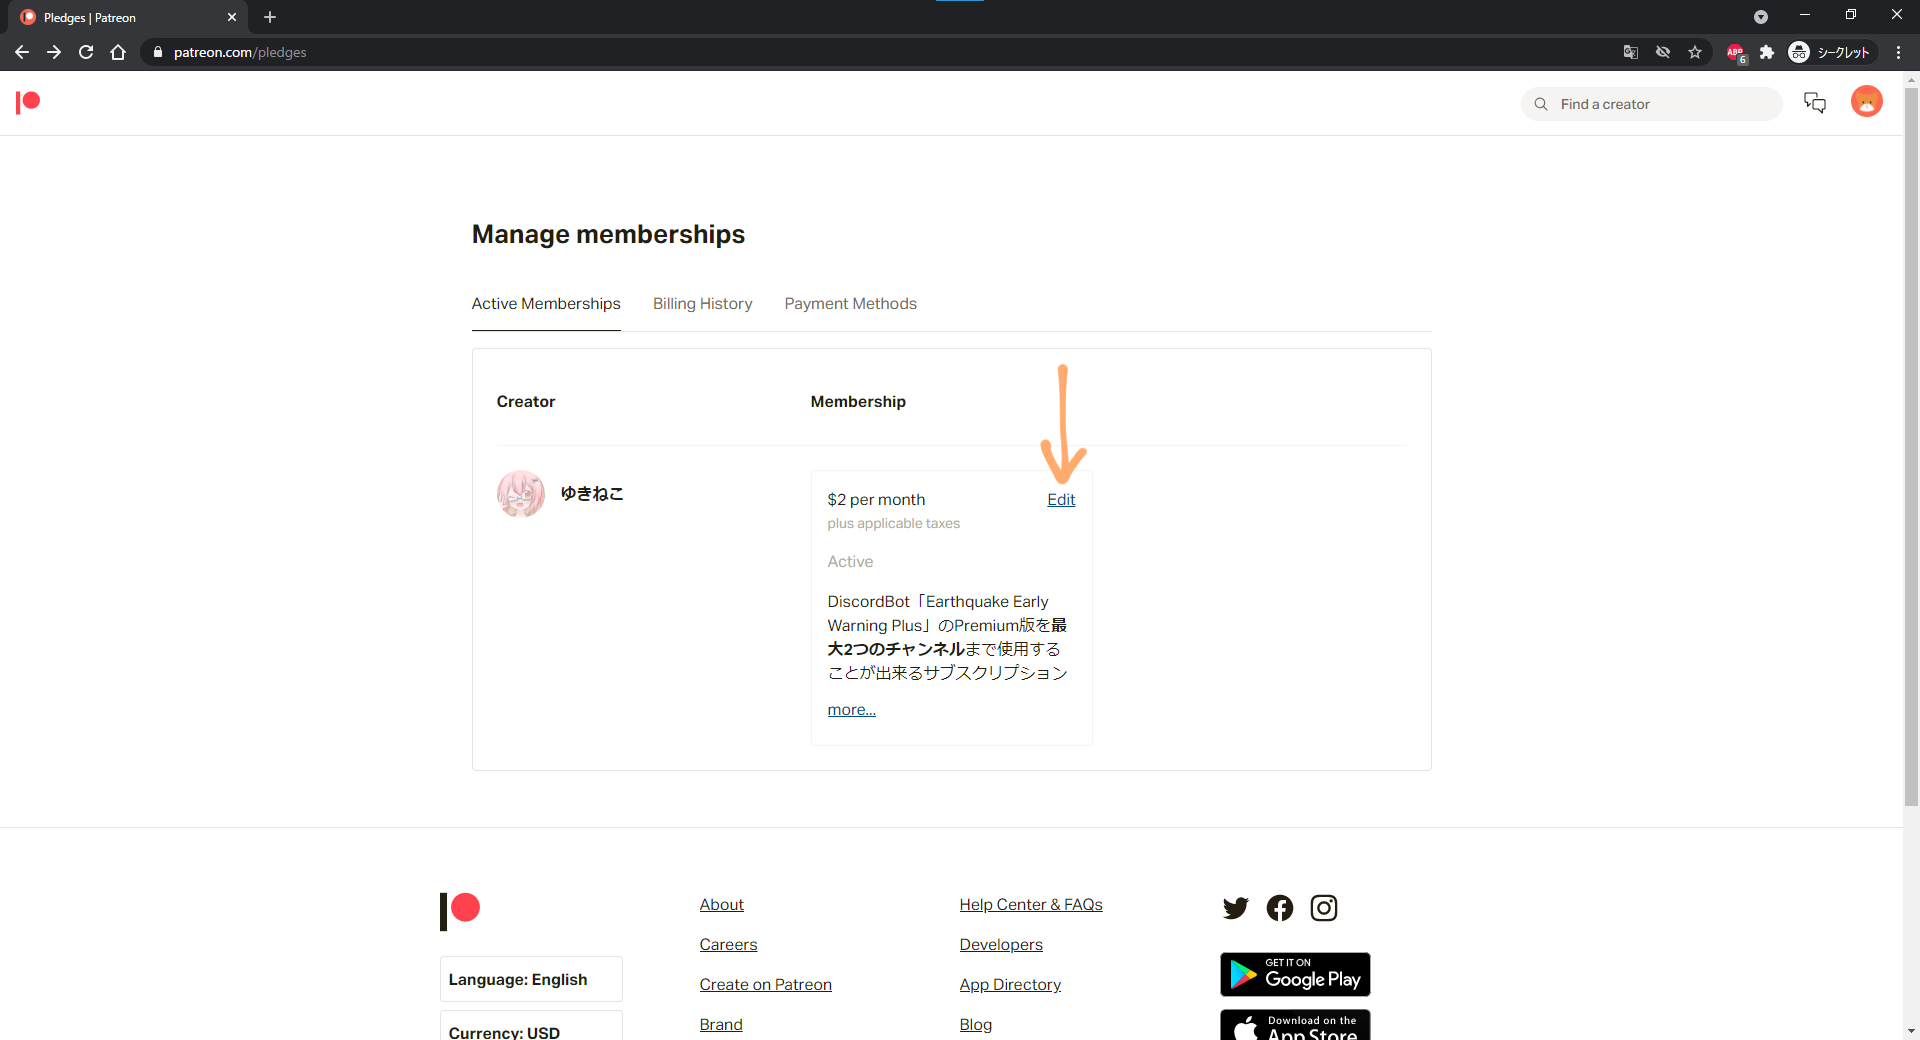 Pledges | Patreon
patreon.com/pledges
ABP
6
シークレット
Find a creator
Manage memberships
Active Memberships
Billing History
Payment Methods
Creator
Membership
ゆきねこ
$2 per month
Edit
plus applicable taxes
Active
DiscordBot「Earthquake Early
Warning Plus」のPremium版を最
大2つのチャンネルまで使用する
ことが出来るサブスクリプション
more...
Language: English
Currency: USD
About
Careers
Create on Patreon
Brand
Help Center & FAQs
Developers
App Directory
Blog
GET IT ON
Google Play
Download on the
App Store